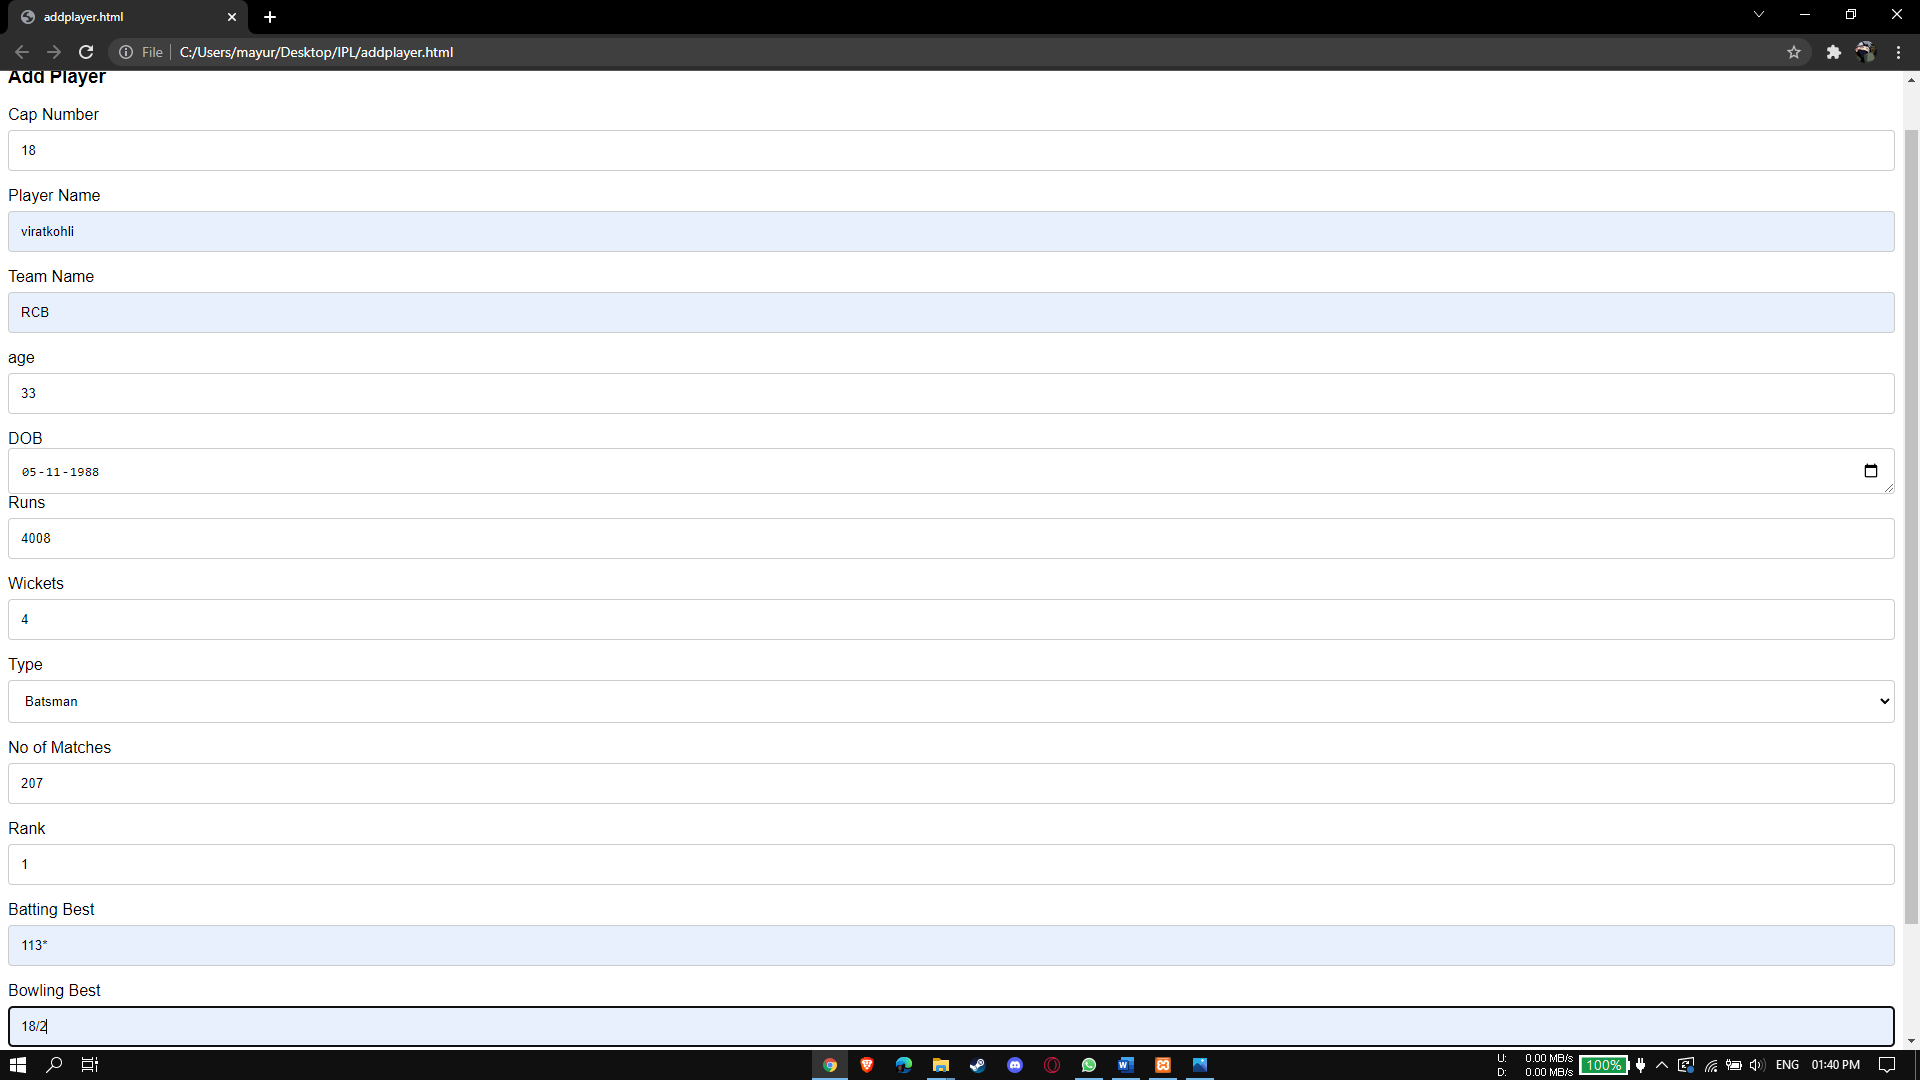 addplayer.html
File
C:/Users/mayur/Desktop/IPL/addplayer.html
Add Player
Cap Number
18
Player Name
viratkohli
Team Name
RCB
age
33
DOB
05-11-1988
Runs
4008
Wickets
4
Type
Batsman
No of Matches
207
Rank
1
Batting Best
113*
Bowling Best
18/2
U: 0.00 MB/s
D: 0.00 MB/s
100%
ENG
01:40 PM